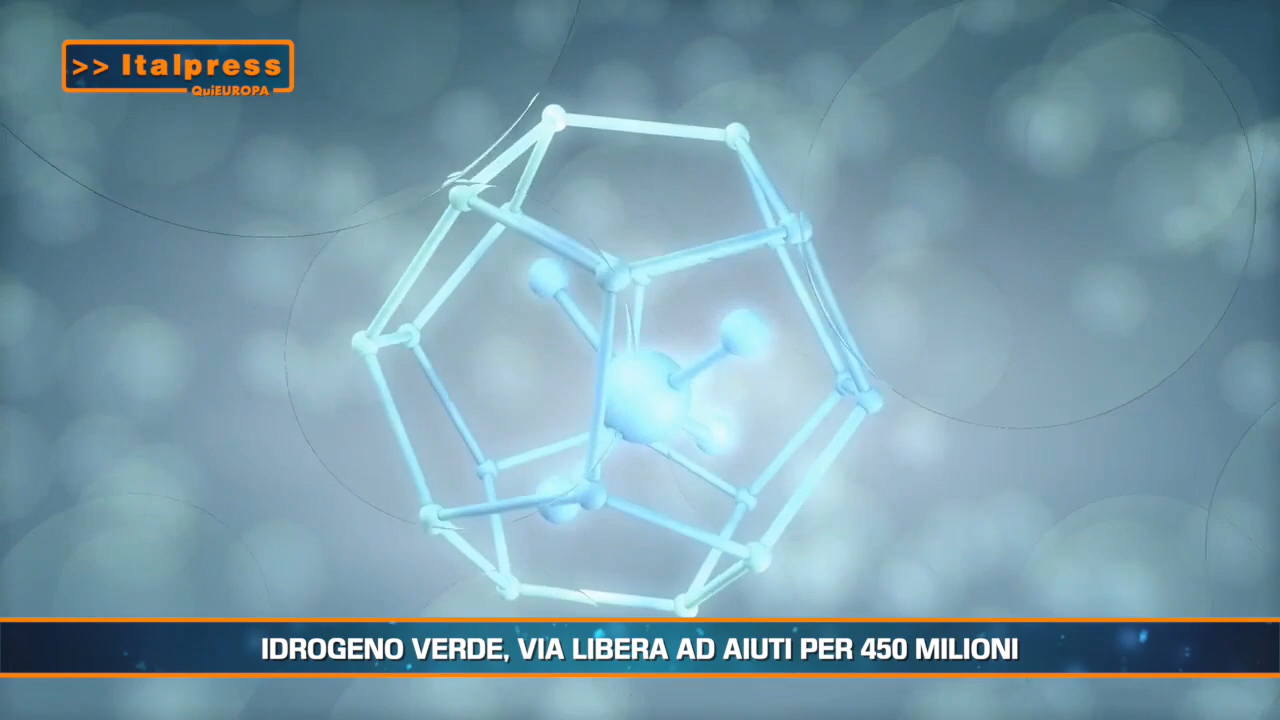 >> Italpress
QuiEUROPA
IDROGENO VERDE, VIA LIBERA AD AIUTI PER 450 MILIONI